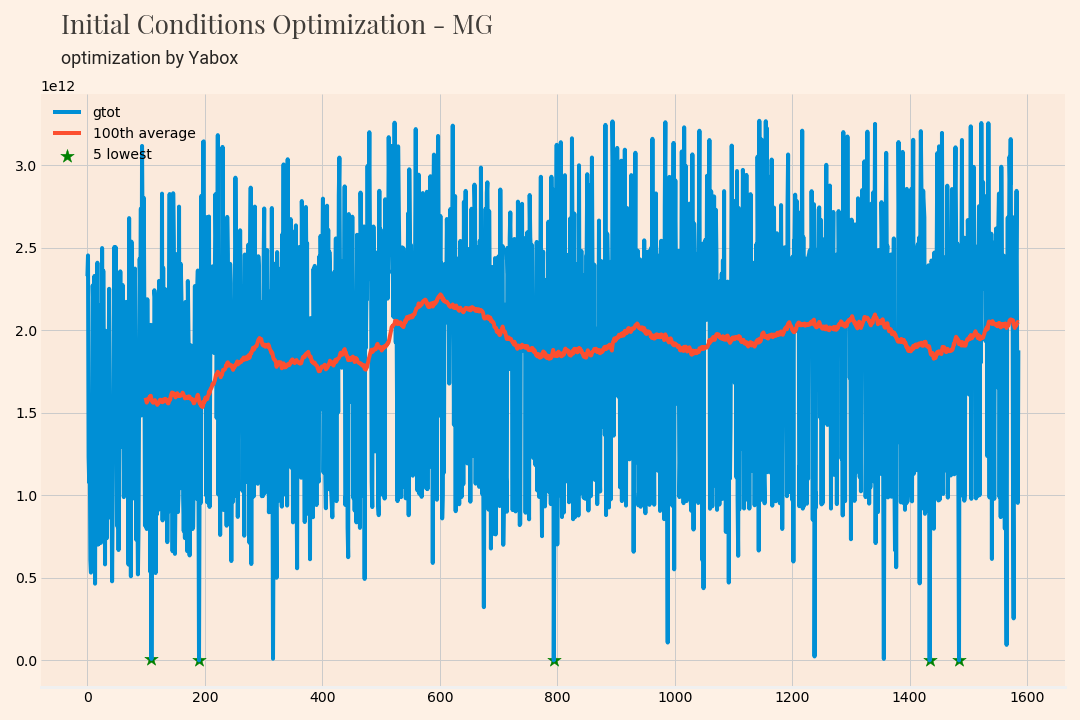 Initial Conditions Optimization - MG
optimization by Yabox
1e12
gtot
100th average
5 lowest
3.0
2.5
2.0
1.5
1.0
0.5
0.0
0 200 400 600 800 1000 1200 1400 1600